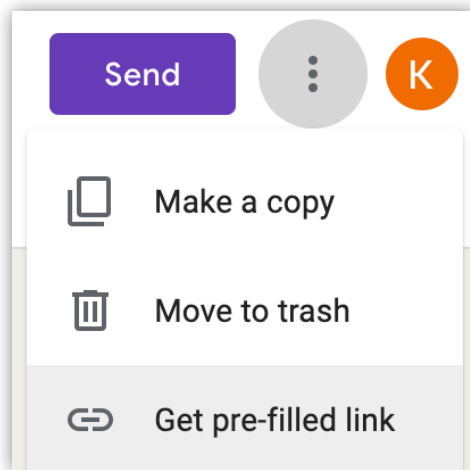 Send
K
Make a copy
Move to trash
Get pre-filled link